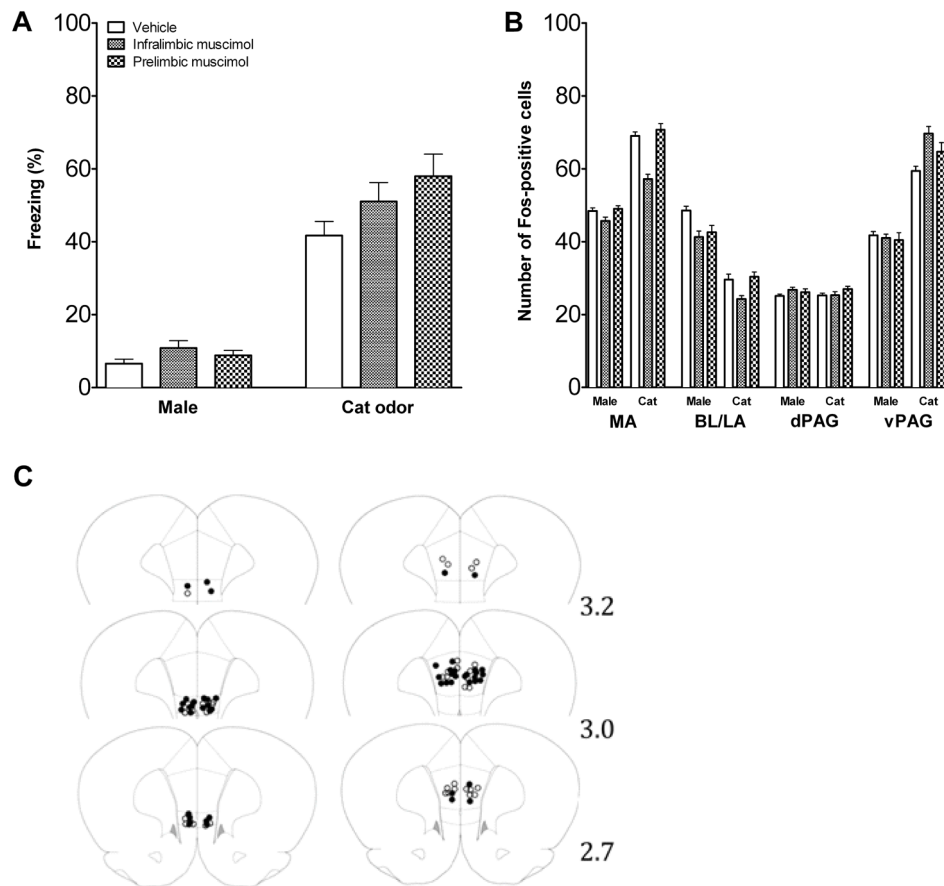 A
Vehicle
Infralimbic muscimol
Prelimbic muscimol
Freezing (%)
100
80
60
40
20
0
Male
Cat odor
B
Number of Fos-positive cells
100
80
60
40
20
0
Male Cat Male Cat Male Cat Male Cat
MA BL/LA dPAG vPAG
C
3.2
3.0
2.7